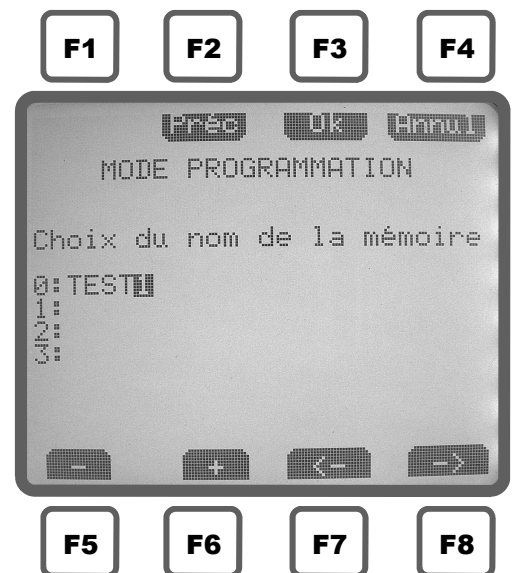 F1 F2 F3 F4
Préc Ok Annul
MODE PROGRAMMATION
Choix du nom de la mémoire
0:TESTi
1:
2:
3:
- + <- ->
F5 F6 F7 F8